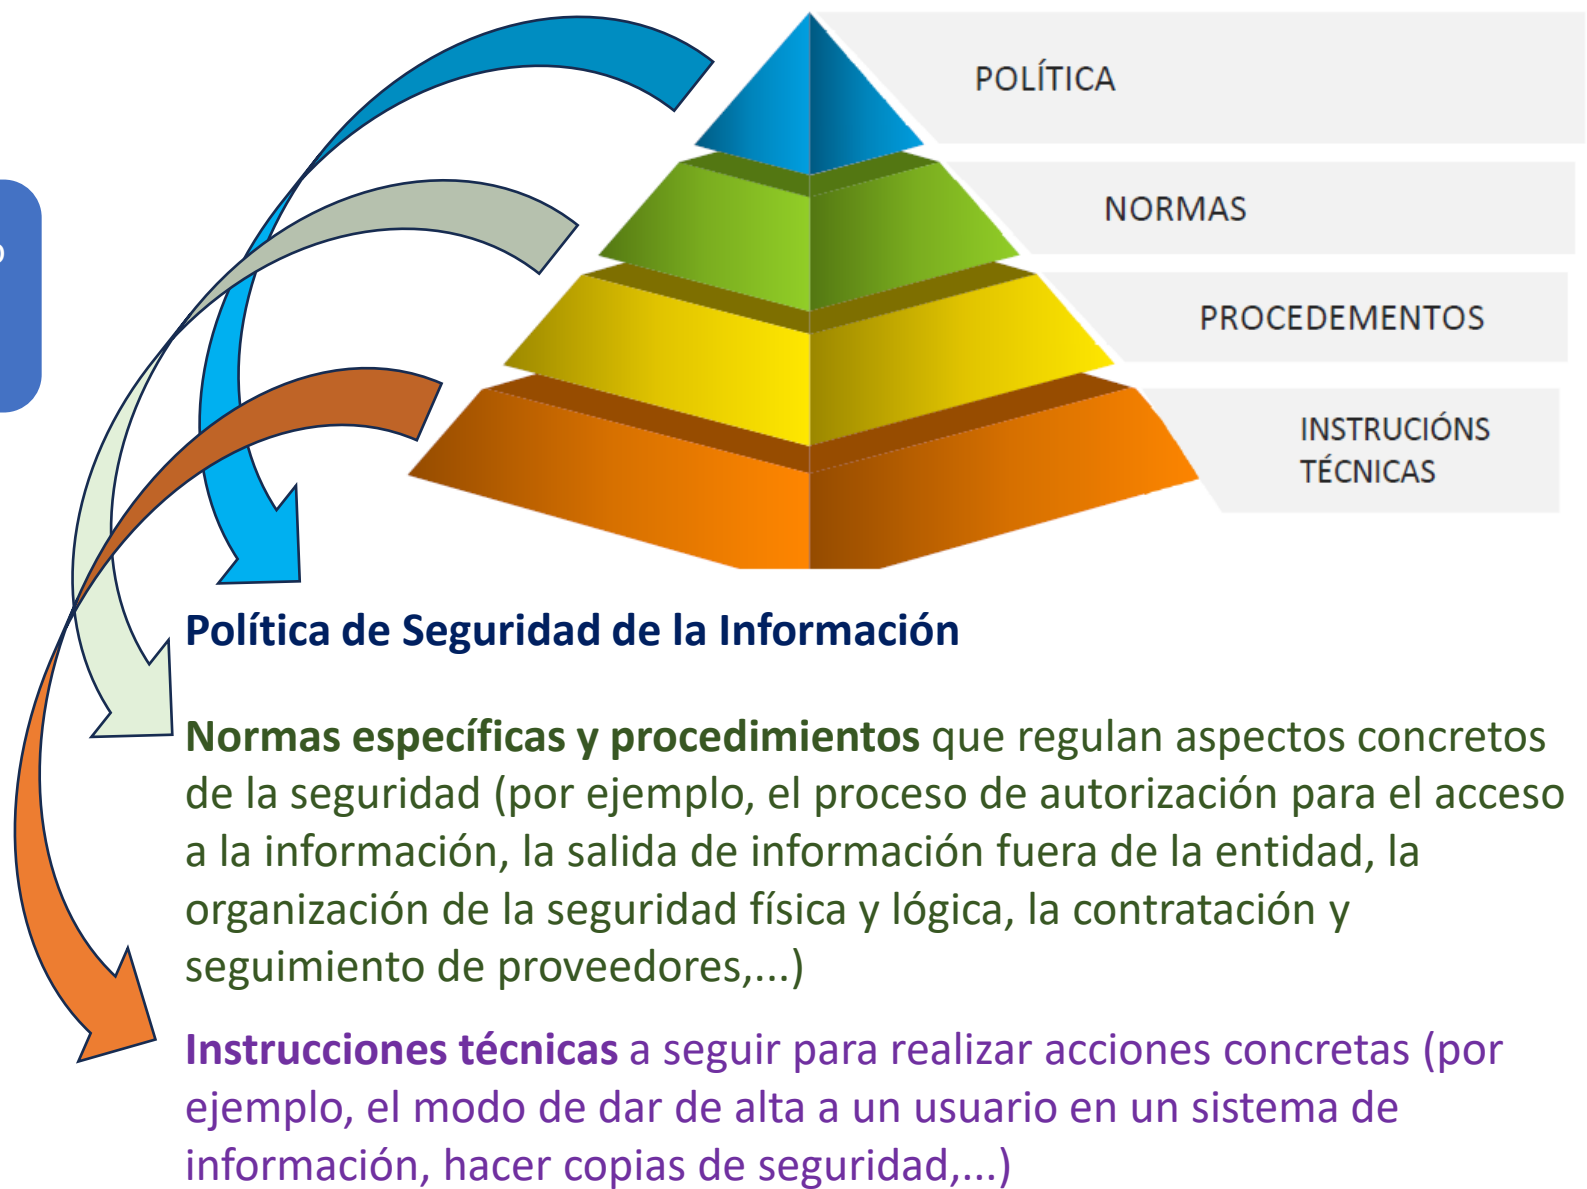 POLÍTICA
NORMAS
PROCEDEMENTOS
INSTRUCIÓNS
TÉCNICAS
Política de Seguridad de la Información
Normas específicas y procedimientos que regulan aspectos concretos
de la seguridad (por ejemplo, el proceso de autorización para el acceso
a la información, la salida de información fuera de la entidad, la
organización de la seguridad física y lógica, la contratación y
seguimiento de proveedores,...)
Instrucciones técnicas a seguir para realizar acciones concretas (por
ejemplo, el modo de dar de alta a un usuario en un sistema de
información, hacer copias de seguridad,...)